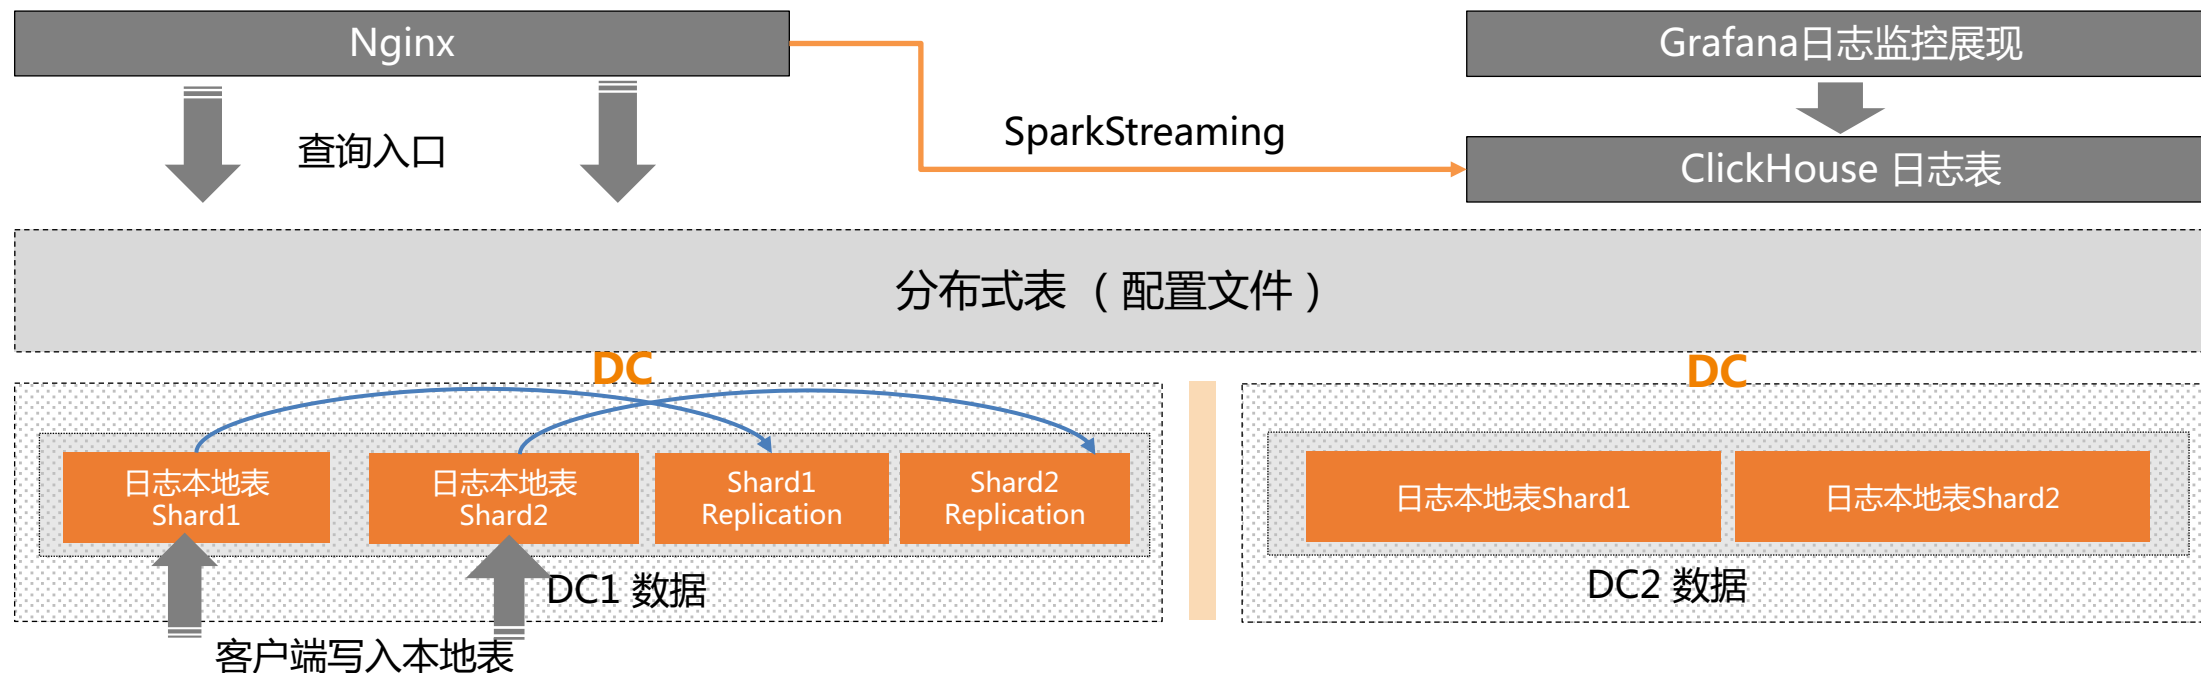 Nginx
Grafana日志监控展现
查询入口
SparkStreaming
ClickHouse 日志表
分布式表 （配置文件）
DC
DC
日志本地表
Shard1
日志本地表
Shard2
Shard1
Replication
Shard2
Replication
日志本地表Shard1
日志本地表Shard2
DC1 数据
DC2 数据
客户端写入本地表